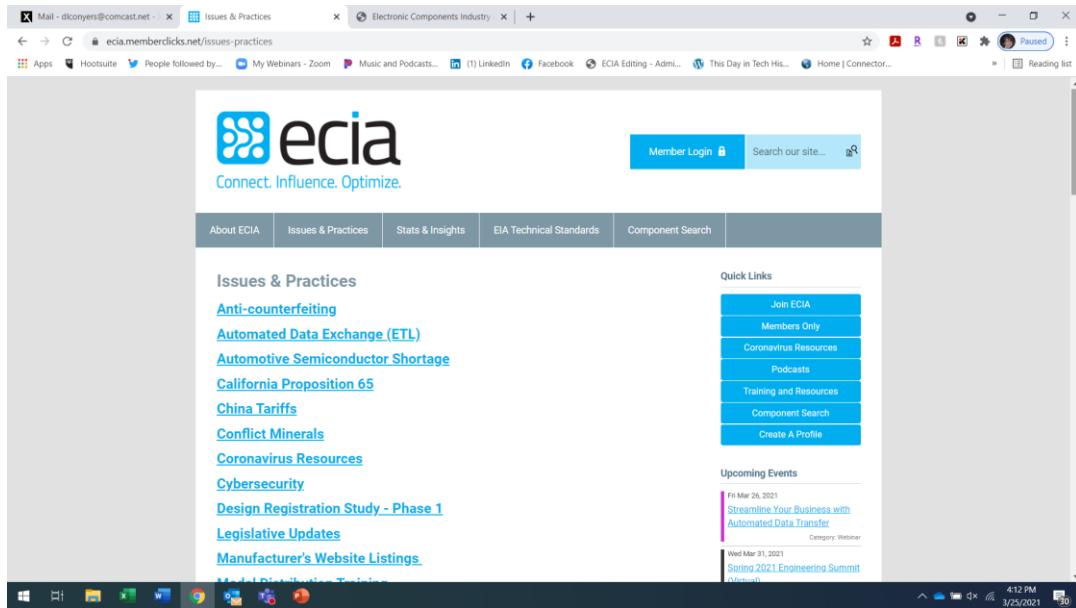 Mail - dlconyers@comcast.net -
Issues & Practices
Electronic Components Industry
ecia.memberclicks.net/issues-practices
Paused
Apps
Hootsuite
People followed by...
My Webinars - Zoom
Music and Podcasts...
(1) LinkedIn
Facebook
ECIA Editing - Admi...
This Day in Tech His...
Home | Connector...
»
Reading list
ecia
Connect. Influence. Optimize.
Member Login
Search our site...
About ECIA
Issues & Practices
Stats & Insights
EIA Technical Standards
Component Search
Issues & Practices
Anti-counterfeiting
Automated Data Exchange (ETL)
Automotive Semiconductor Shortage
California Proposition 65
China Tariffs
Conflict Minerals
Coronavirus Resources
Cybersecurity
Design Registration Study - Phase 1
Legislative Updates
Manufacturer's Website Listings
Model Distribution Training
Quick Links
Join ECIA
Members Only
Coronavirus Resources
Podcasts
Training and Resources
Component Search
Create A Profile
Upcoming Events
Fri Mar 26, 2021
Streamline Your Business with
Automated Data Transfer
Category: Webinar
Wed Mar 31, 2021
Spring 2021 Engineering Summit
(Virtual)
4:12 PM
3/25/2021
30